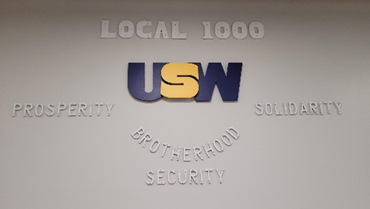 LOCAL 1000
USW
PROSPERITY
SOLIDARITY
BROTHERHOOD
SECURITY